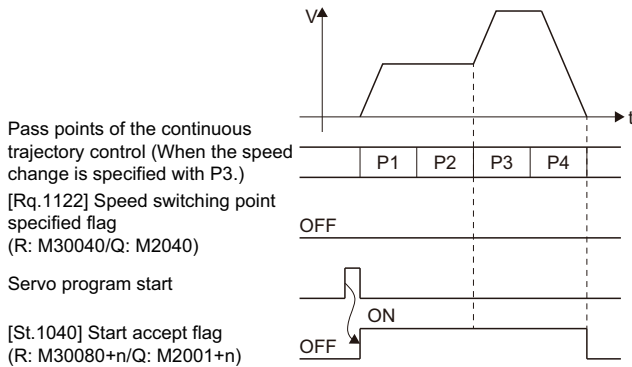 V
t
Pass points of the continuous
trajectory control (When the speed
change is specified with P3.)
P1 P2 P3 P4
[Rq.1122] Speed switching point
specified flag
(R: M30040/Q: M2040)
OFF
Servo program start
ON
[St.1040] Start accept flag
(R: M30080+n/Q: M2001+n)
OFF